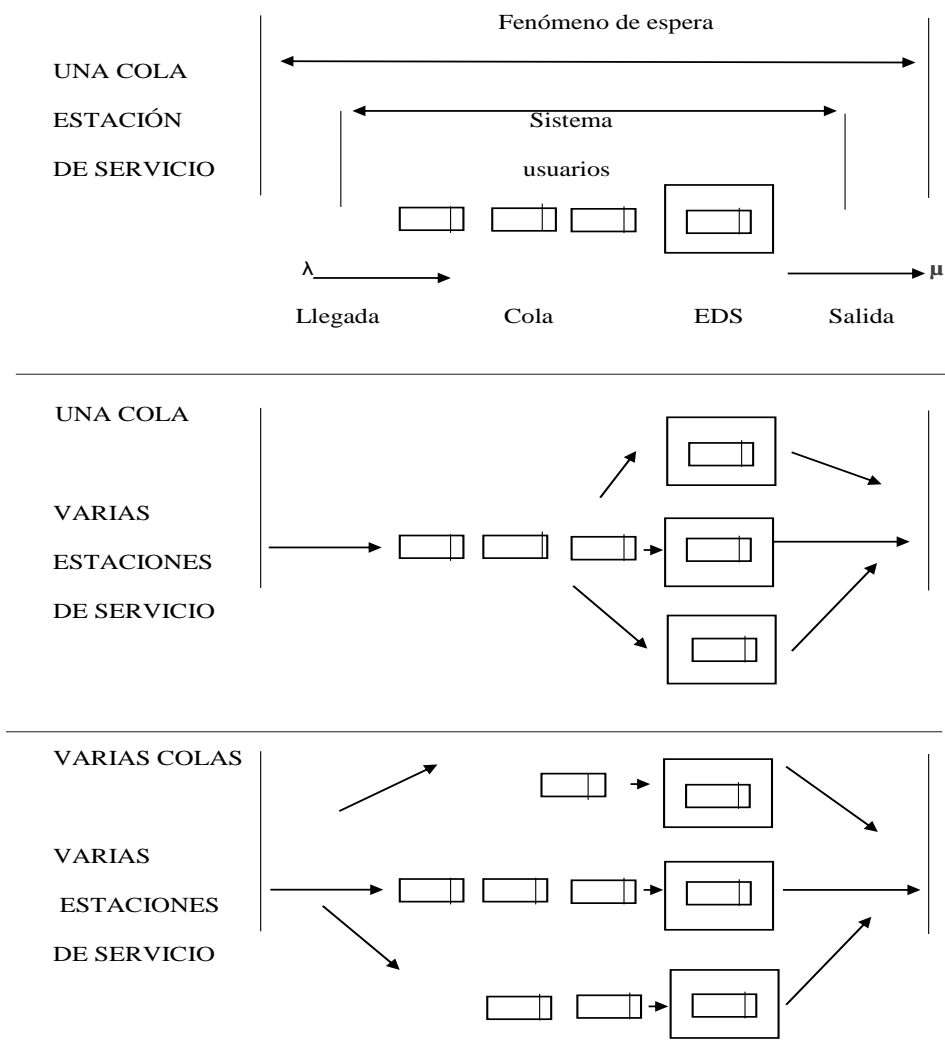 Fenómeno de espera
UNA COLA
ESTACIÓN
DE SERVICIO
Sistema
usuarios
λ
μ
Llegada
Cola
EDS
Salida
UNA COLA
VARIAS
ESTACIONES
DE SERVICIO
VARIAS COLAS
VARIAS
ESTACIONES
DE SERVICIO